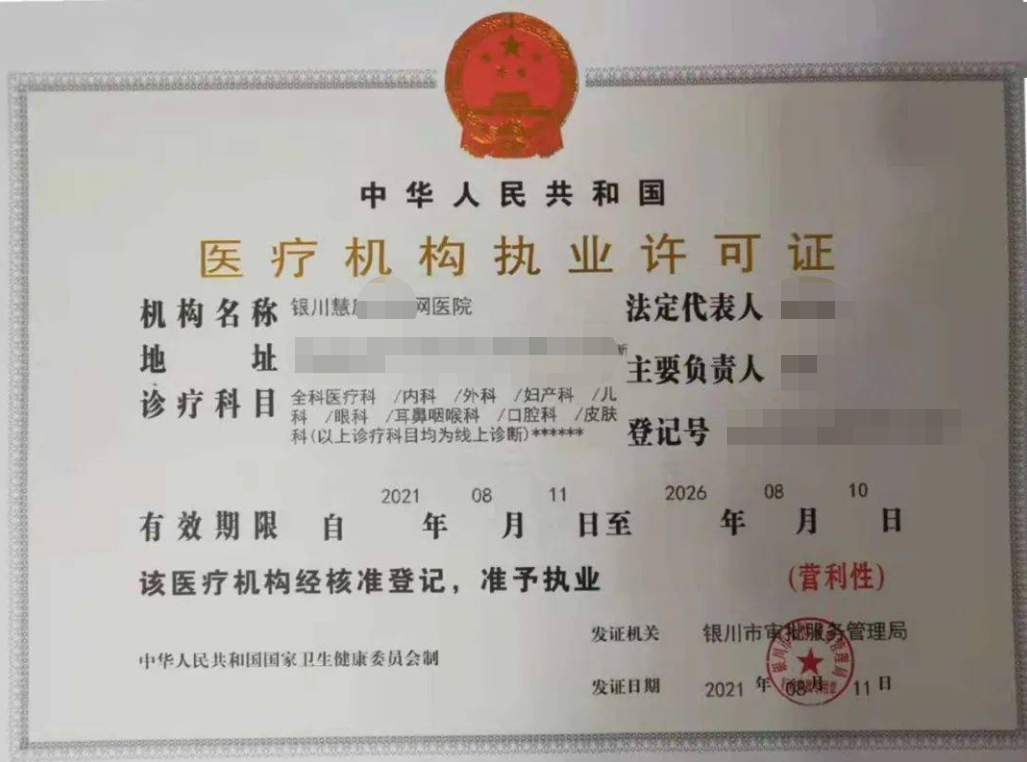 中华人民共和国
医疗机构执业许可证
机构名称 银川慧 网医院
法定代表人
地址 新
主要负责人
诊疗科目 全科医疗科 /内科 /外科 /妇产科 /儿
科 /眼科 /耳鼻咽喉科 /口腔科 /皮肤
科(以上诊疗科目均为线上诊断)******
登记号
有效期限 自 2021 年 08 月 11 日至 2026 年 08 月 10 日
该医疗机构经核准登记，准予执业
(营利性)
发证机关 银川市审批服务管理局
中华人民共和国国家卫生健康委员会制
发证日期 2021 年 08 月 11 日